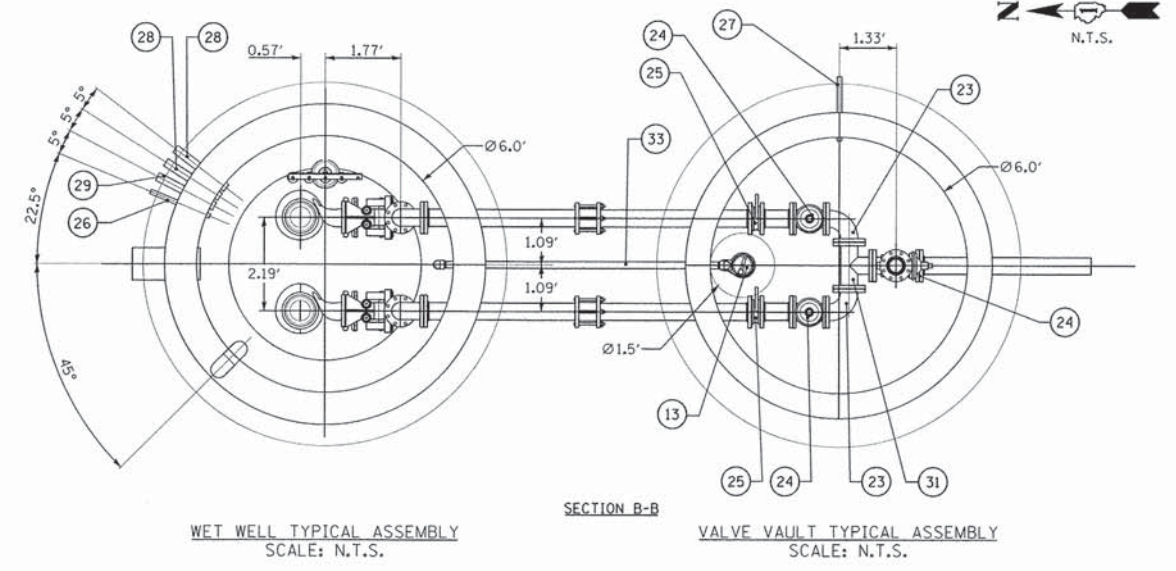 N
N.T.S.
28
28
0.57'
1.77'
24
27
1.33'
25
23
5°
5°
5°
33
Ø6.0'
Ø6.0'
29
26
22.5°
1.09'
2.19'
1.09'
24
45°
Ø1.5'
13
25
24
23
31
SECTION B-B
WET WELL TYPICAL ASSEMBLY
SCALE: N.T.S.
VALVE VAULT TYPICAL ASSEMBLY
SCALE: N.T.S.